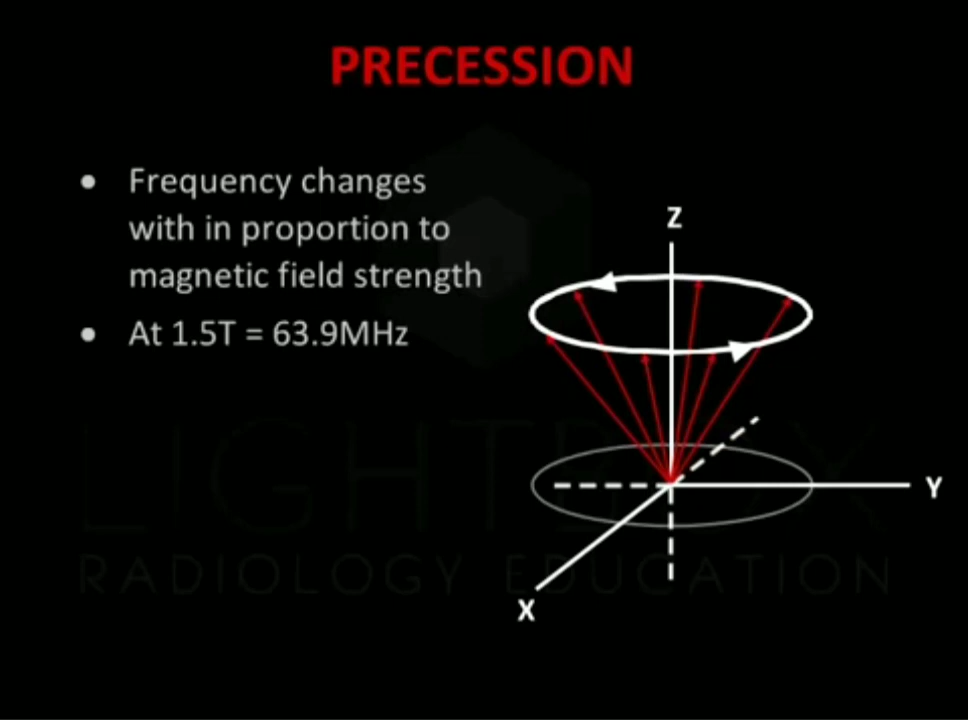 PRECESSION
• Frequency changes
with in proportion to
magnetic field strength
• At 1.5T = 63.9MHz
Z
Y
X
LIGHTBOX
RADIOLOGY EDUCATION